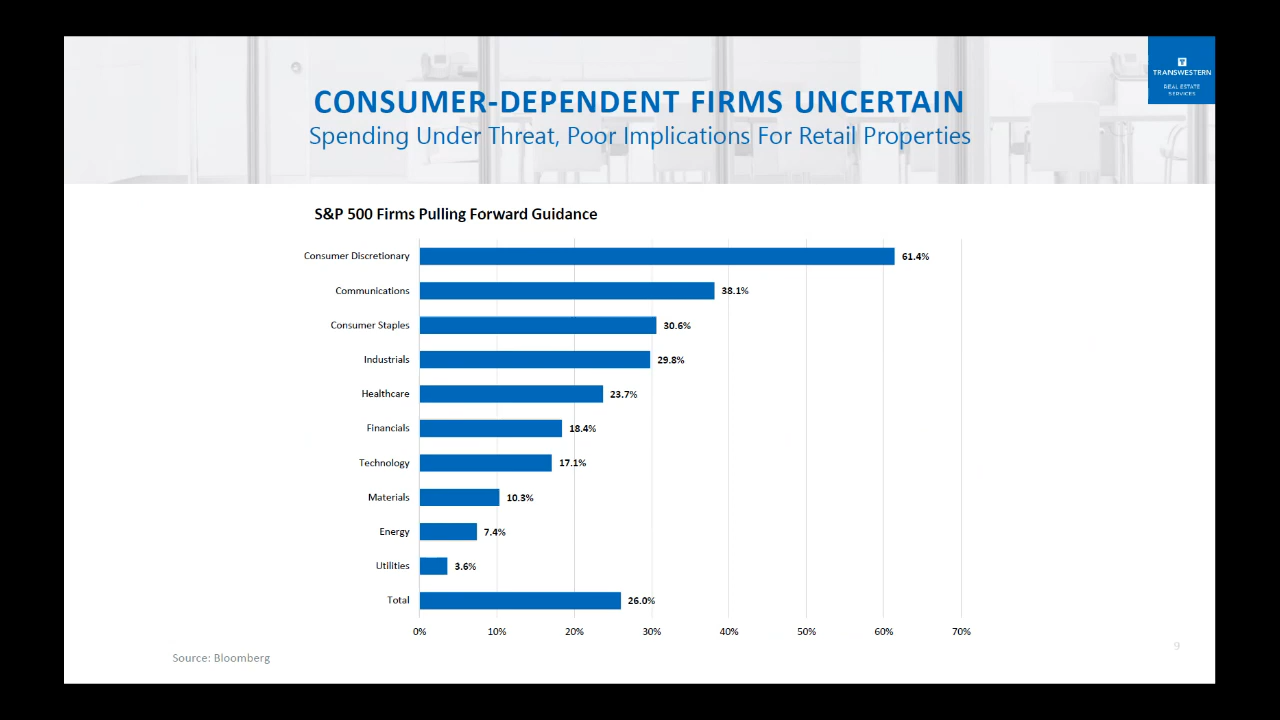 TRANSWESTERN
REAL ESTATE
SERVICES
CONSUMER-DEPENDENT FIRMS UNCERTAIN
Spending Under Threat, Poor Implications For Retail Properties
S&P 500 Firms Pulling Forward Guidance
Consumer Discretionary 61.4%
Communications 38.1%
Consumer Staples 30.6%
Industrials 29.8%
Healthcare 23.7%
Financials 18.4%
Technology 17.1%
Materials 10.3%
Energy 7.4%
Utilities 3.6%
Total 26.0%
0% 10% 20% 30% 40% 50% 60% 70%
9
Source: Bloomberg